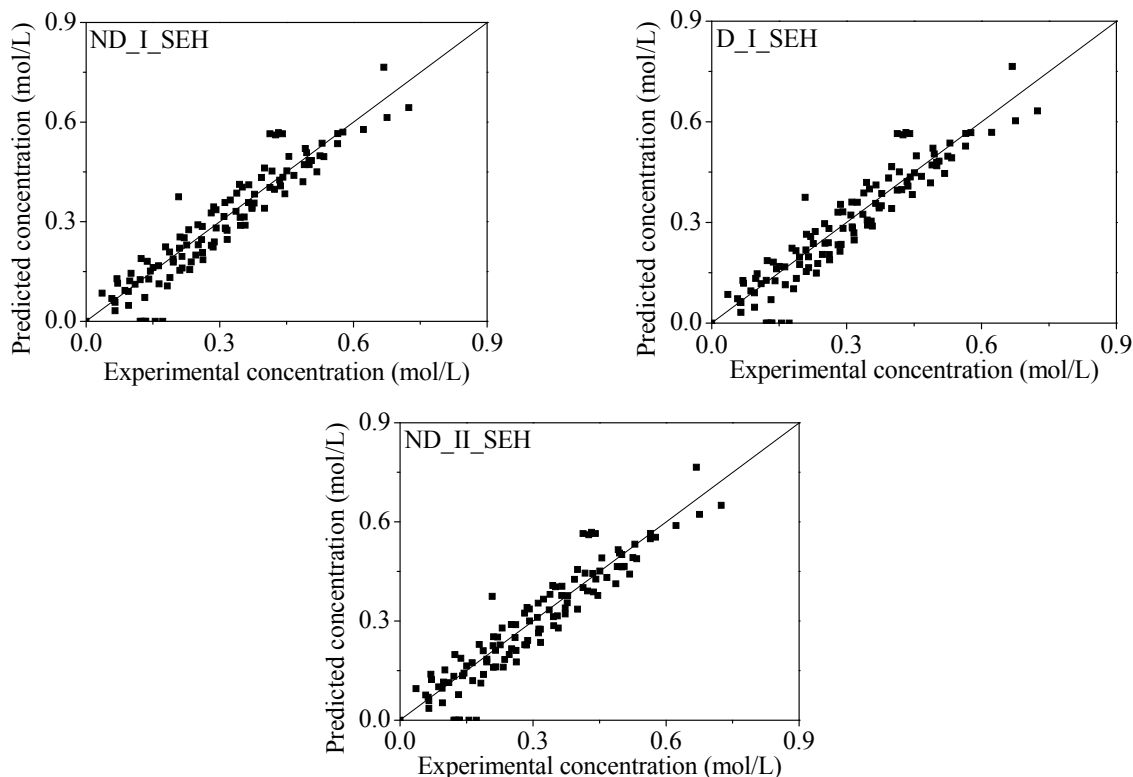 0.9
ND_I_SEH
0.6
0.3
0.0
Predicted concentration (mol/L)
0.0 0.3 0.6 0.9
Experimental concentration (mol/L)
0.9
D_I_SEH
0.6
0.3
0.0
Predicted concentration (mol/L)
0.0 0.3 0.6 0.9
Experimental concentration (mol/L)
0.9
ND_II_SEH
0.6
0.3
0.0
Predicted concentration (mol/L)
0.0 0.3 0.6 0.9
Experimental concentration (mol/L)